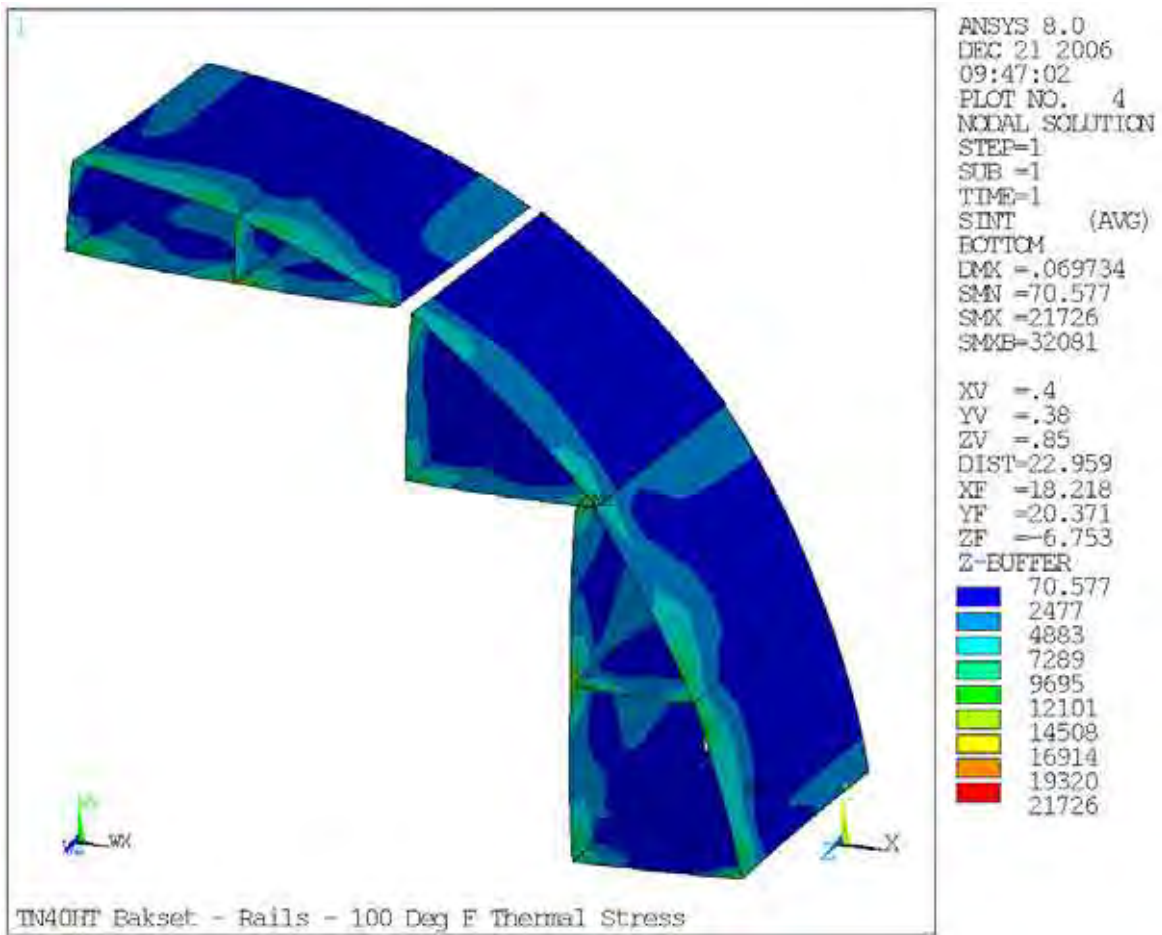 1
ANSYS 8.0
DEC 21 2006
09:47:02
PLOT NO. 4
NODAL SOLUTION
STEP=1
SUB =1
TIME=1
SINT (AVG)
BOTTOM
DMX =.069734
SMN =70.577
SMX =21726
SMXB=32081
XV =.4
YV =.38
ZV =.85
DIST=22.959
XF =18.218
YF =20.371
ZF =-6.753
Z-BUFFER
70.577
2477
4883
7289
9695
12101
14508
16914
19320
21726
WX
X
Z
TN40HT Bakset - Rails - 100 Deg F Thermal Stress